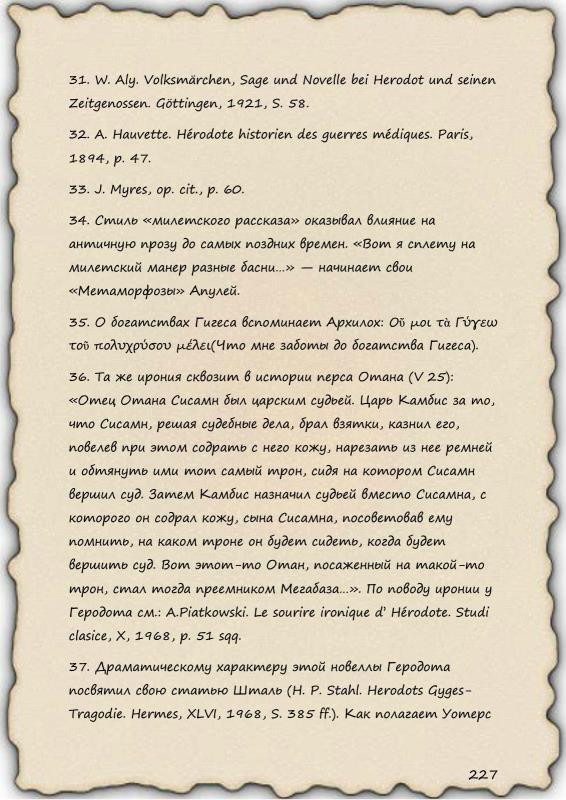 31. W. Aly. Volksmärchen, Sage und Novelle bei Herodot und seinen
Zeitgenossen. Göttingen, 1921, S. 58.
32. A. Hauvette. Hérodote historien des guerres médiques. Paris,
1894, p. 47.
33. J. Myres, op. cit., p. 60.
34. Стиль «милетского рассказа» оказывал влияние на
античную прозу до самых поздних времен. «Вот я сплету на
милетский манер разные басни...» — начинает свои
«Метаморфозы» Апулей.
35. О богатствах Гигеса вспоминает Архилох: Οῦ μοι τὰ Γύγεω
τοῦ πολυχρύσου μέλει(Что мне заботы до богатства Гигеса).
36. Та же ирония сквозит в истории перса Отана (V 25):
«Отец Отана Сисамн был царским судьей. Царь Камбис за то,
что Сисамн, решая судебные дела, брал взятки, казнил его,
повелев при этом содрать с него кожу, нарезать из нее ремней
и обтянуть ими тот самый трон, сидя на котором Сисамн
вершил суд. Затем Камбис назначил судьей вместо Сисамна, с
которого он содрал кожу, сына Сисамна, посоветовав ему
помнить, на каком троне он будет сидеть, когда будет
вершить суд. Вот этот-то Отан, посаженный на такой-то
трон, стал тогда преемником Мегабаза...». По поводу иронии у
Геродота см.: A.Piatkowski. Le sourire ironique d' Hérodote. Studi
clasice, X, 1968, p. 51 sqq.
37. Драматическому характеру этой новеллы Геродота
посвятил свою статью Шталь (H. P. Stahl. Herodots Gyges-
Tragodie. Hermes, XLVI, 1968, S. 385 ff.). Как полагает Уотерс
227